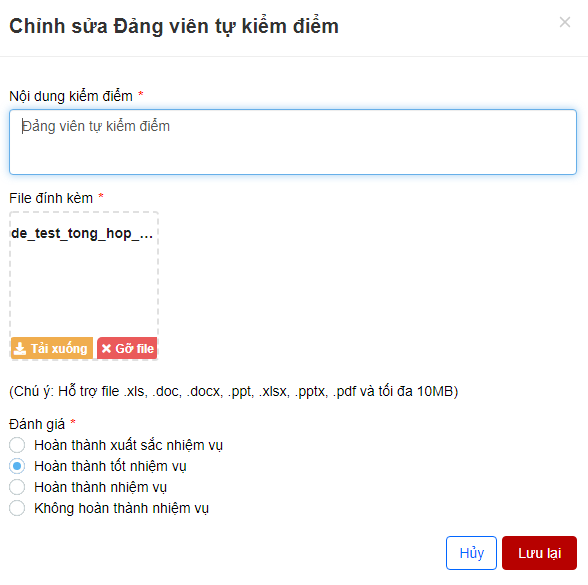 Chỉnh sửa Đảng viên tự kiểm điểm
×
Nội dung kiểm điểm *
Đảng viên tự kiểm điểm
File đính kèm *
de_test_tong_hop_...
Tải xuống
Gỡ file
(Chú ý: Hỗ trợ file .xls, .doc, .docx, .ppt, .xlsx, .pptx, .pdf và tối đa 10MB)
Đánh giá *
Hoàn thành xuất sắc nhiệm vụ
Hoàn thành tốt nhiệm vụ
Hoàn thành nhiệm vụ
Không hoàn thành nhiệm vụ
Hủy
Lưu lại